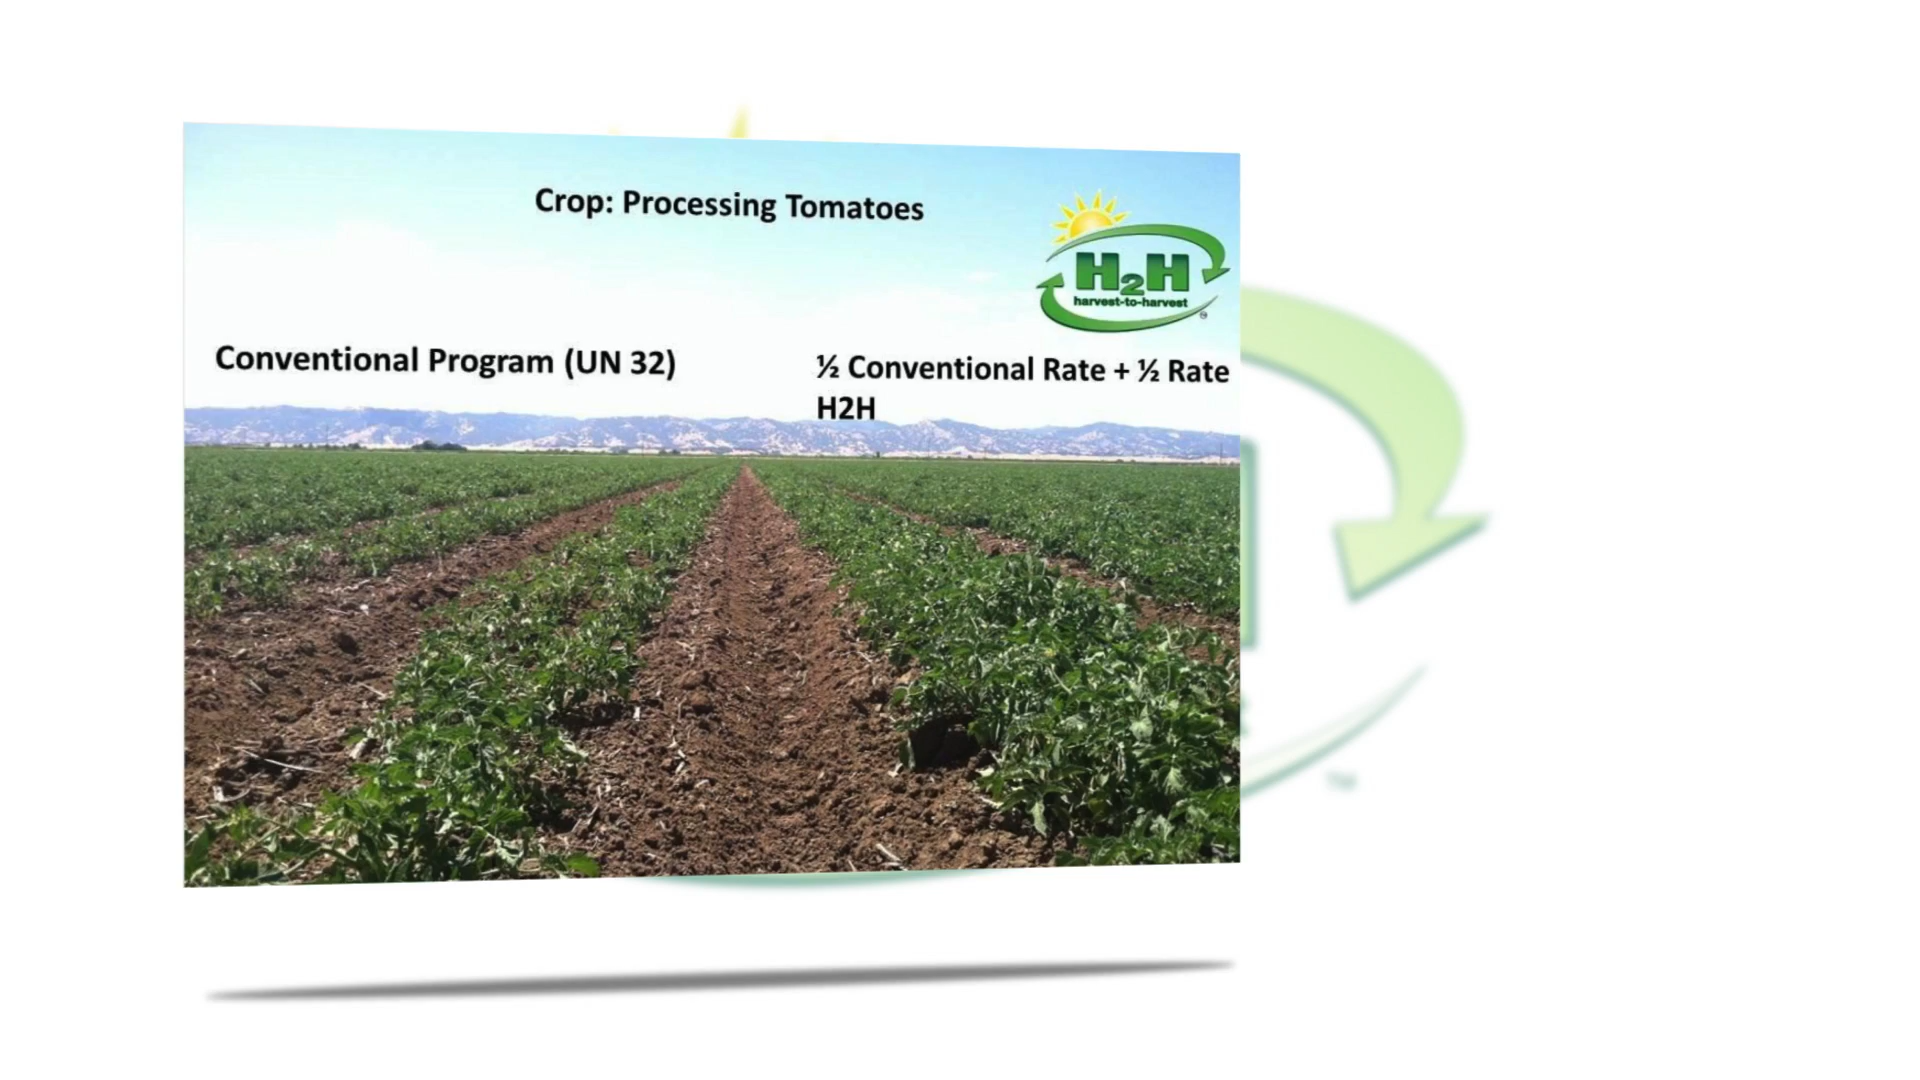 Crop: Processing Tomatoes
H2H
harvest-to-harvest
Conventional Program (UN 32)
½ Conventional Rate + ½ Rate
H2H